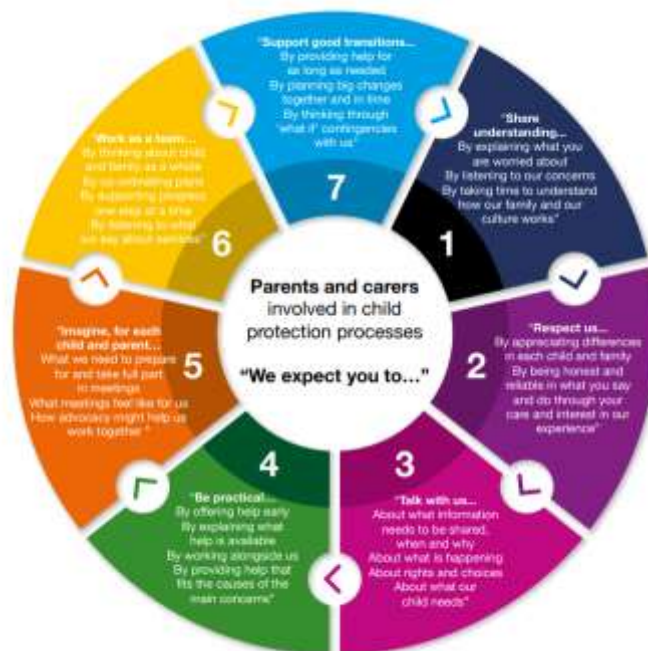 Parents and carers
involved in child
protection processes
“We expect you to…”
1
"Share
understanding...
By explaining what you
are worried about
By listening to our concerns
By taking time to understand
how our family and our
culture works"
2
"Respect us...
By appreciating differences
in each child and family
By being honest and
reliable in what you say
and do through your
care and interest in our
experience"
3
"Talk with us...
About what information
needs to be shared,
when and why
About what is happening
About rights and choices
About what our
child needs"
4
"Be practical...
By offering help early
By explaining what
help is available
By working alongside us
By providing help that
fits the causes of the
main concerns"
5
"Imagine, for each
child and parent...
What we need to prepare
for and take full part
in meetings
What meetings feel like for us
How advocacy might help us
work together "
6
"Work as a team...
By thinking about child
and family as a whole
By co-ordinating plans
By supporting progress
one step at a time
By listening to what
we say about services"
7
"Support good transitions...
By providing help for
as long as needed
By planning big changes
together and in time
By thinking through
"what if" contingencies
with us"